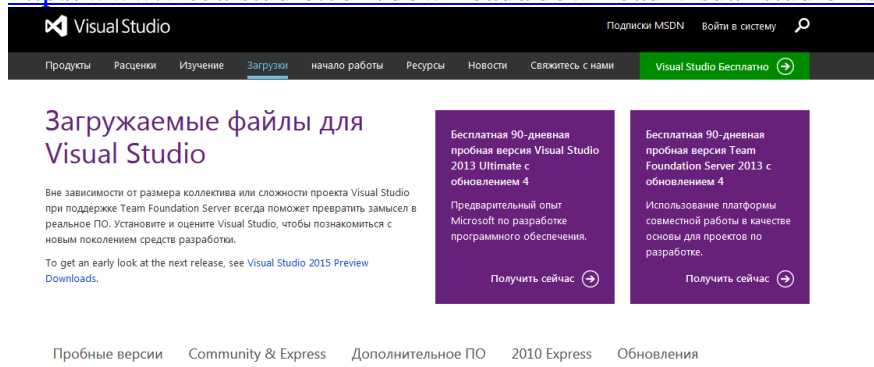 Visual Studio
Подписки MSDN Войти в систему
Продукты Расценки Изучение Загрузки начало работы Ресурсы Новости Свяжитесь с нами Visual Studio Бесплатно
Загружаемые файлы для
Visual Studio
Вне зависимости от размера коллектива или сложности проекта Visual Studio
при поддержке Team Foundation Server всегда поможет превратить замысел в
реальное ПО. Установите и оцените Visual Studio, чтобы познакомиться с
новым поколением средств разработки.
To get an early look at the next release, see Visual Studio 2015 Preview
Downloads.
Бесплатная 90-дневная
пробная версия Visual Studio
2013 Ultimate с
обновлением 4
Предварительный опыт
Microsoft по разработке
программного обеспечения.
Получить сейчас
Бесплатная 90-дневная
пробная версия Team
Foundation Server 2013 с
обновлением 4
Использование платформы
совместной работы в качестве
основы для проектов по
разработке.
Получить сейчас
Пробные версии Community & Express Дополнительное ПО 2010 Express Обновления